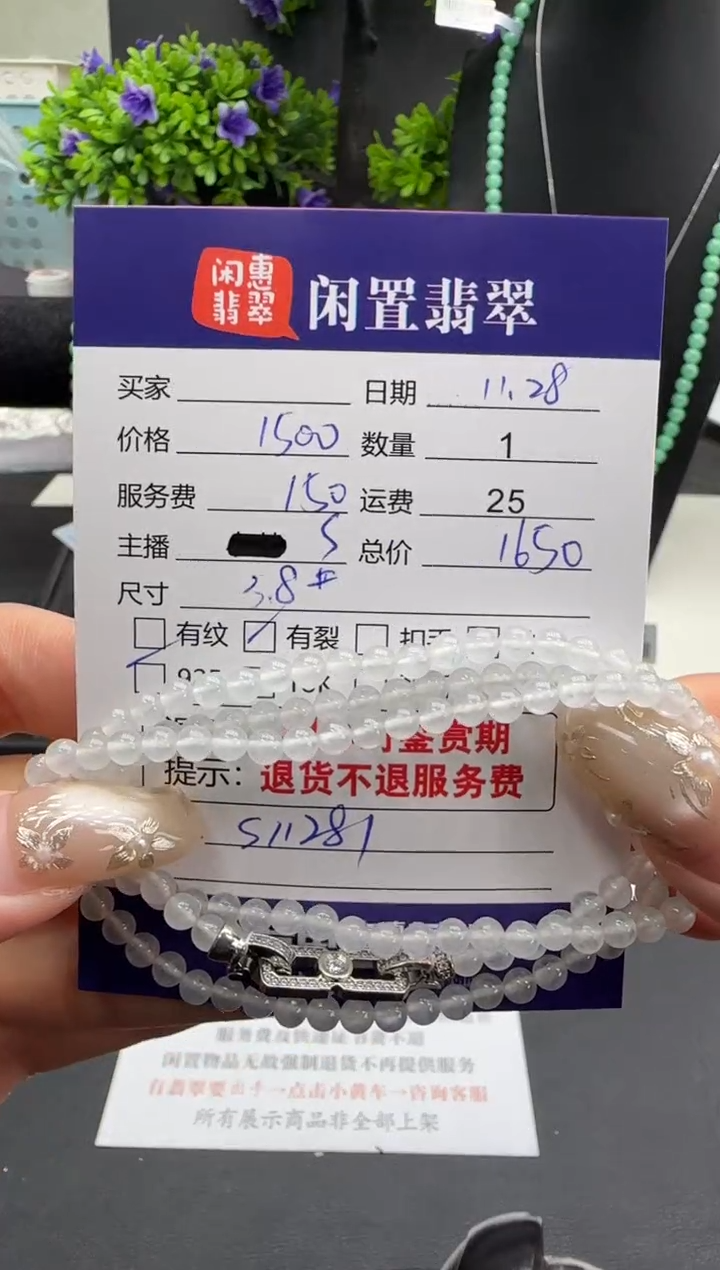 闲惠
翡翠
闲置翡翠
买家 日期 11.28
价格 1500 数量 1
服务费 150 运费 25
主播 S 总价 1650
尺寸 3.8#
有纹 有裂
提示：
鉴赏期
退货不退服务费
S11281
闲置物品无故强制退货不再提供服务
有翡翠要出手→点击小黄车→咨询客服
所有展示商品非全部上架